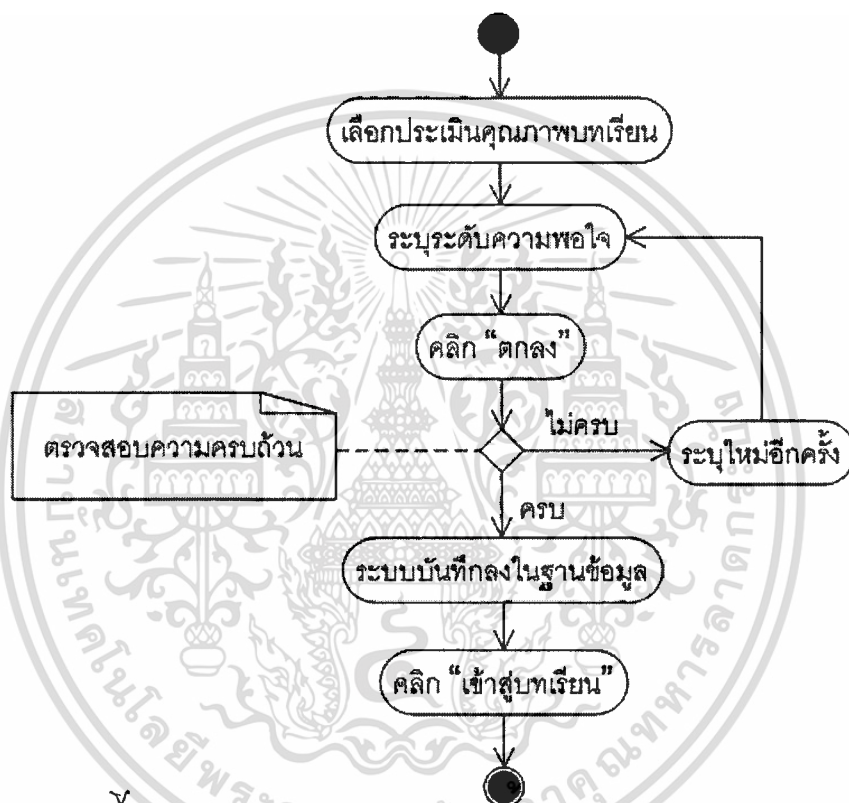 เลือกประเมินคุณภาพบทเรียน
ระบุระดับความพอใจ
คลิก “ตกลง”
ตรวจสอบความครบถ้วน
ไม่ครบ
ระบุใหม่อีกครั้ง
ครบ
ระบบบันทึกลงในฐานข้อมูล
คลิก “เข้าสู่บทเรียน”